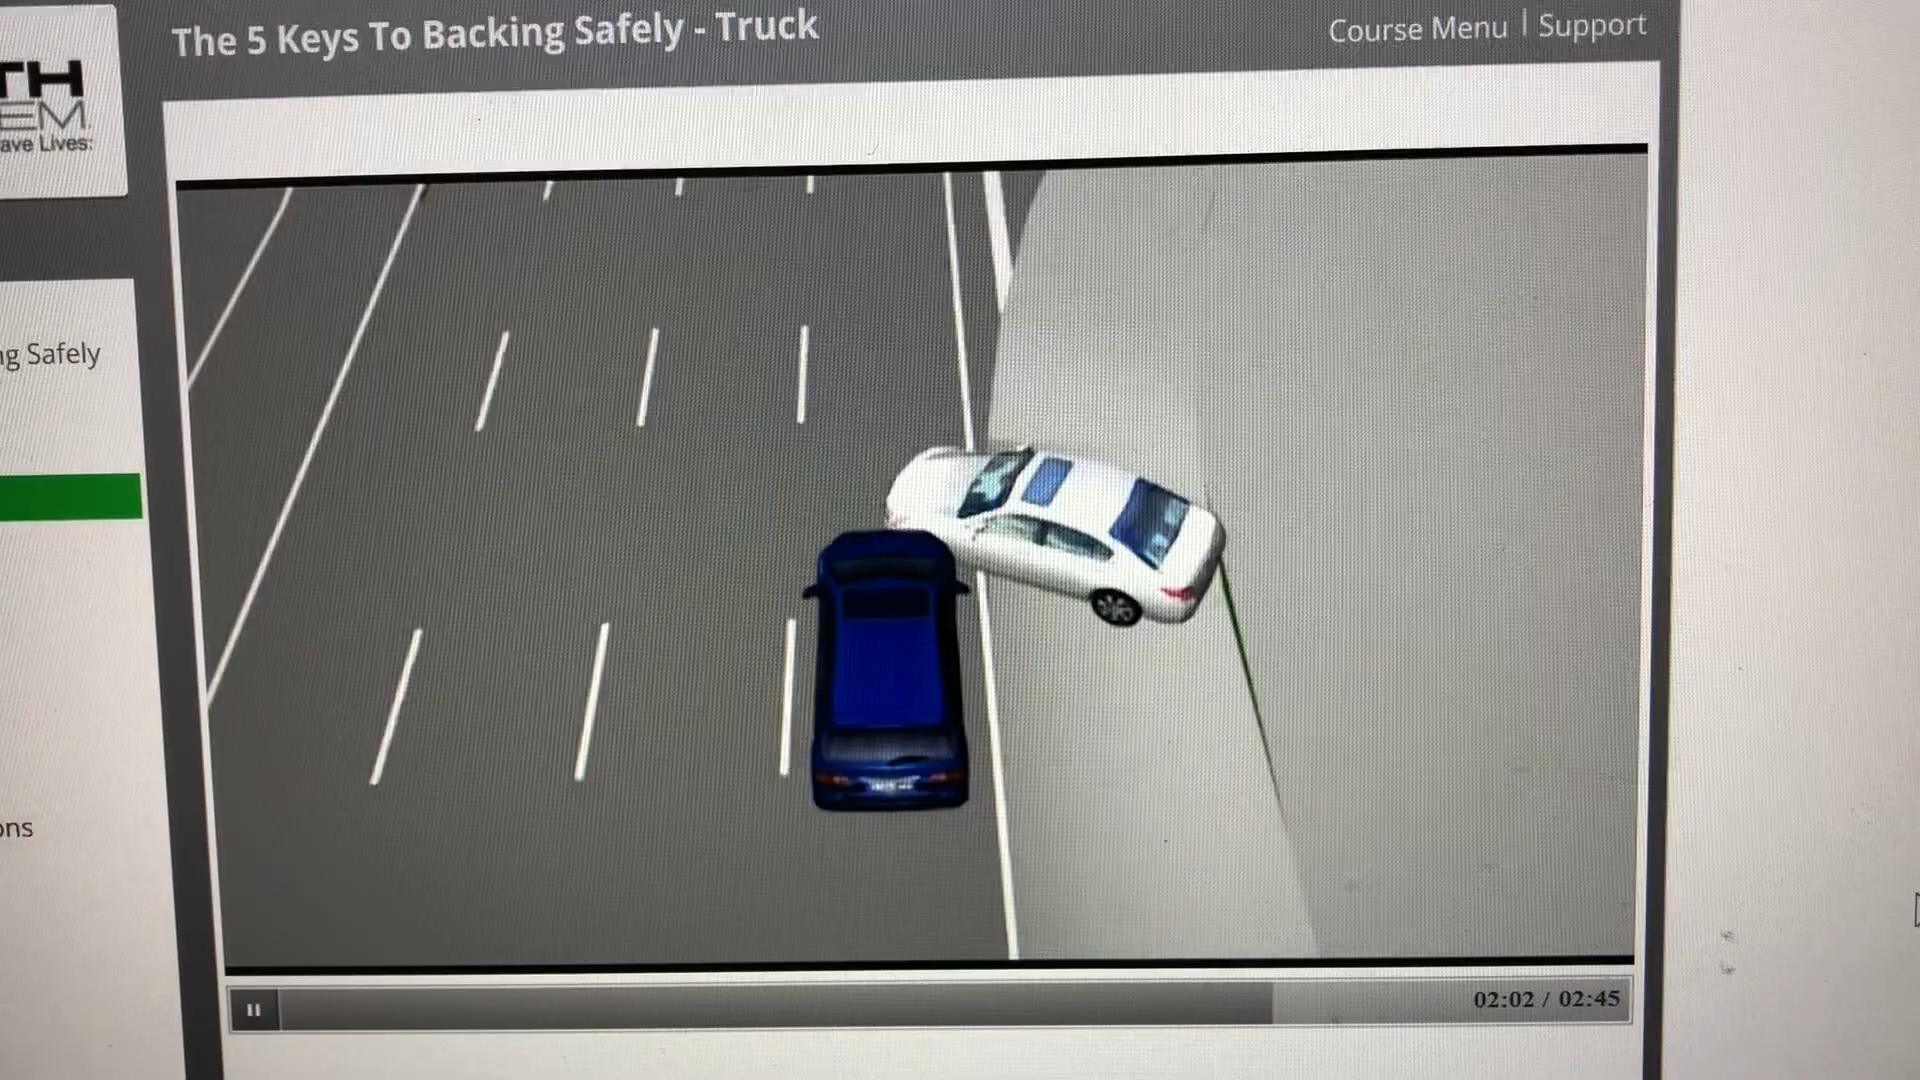 The 5 Keys To Backing Safely - Truck
Course Menu | Support
TH
EM
ave Lives:
ng Safely
ons
02:02 / 02:45